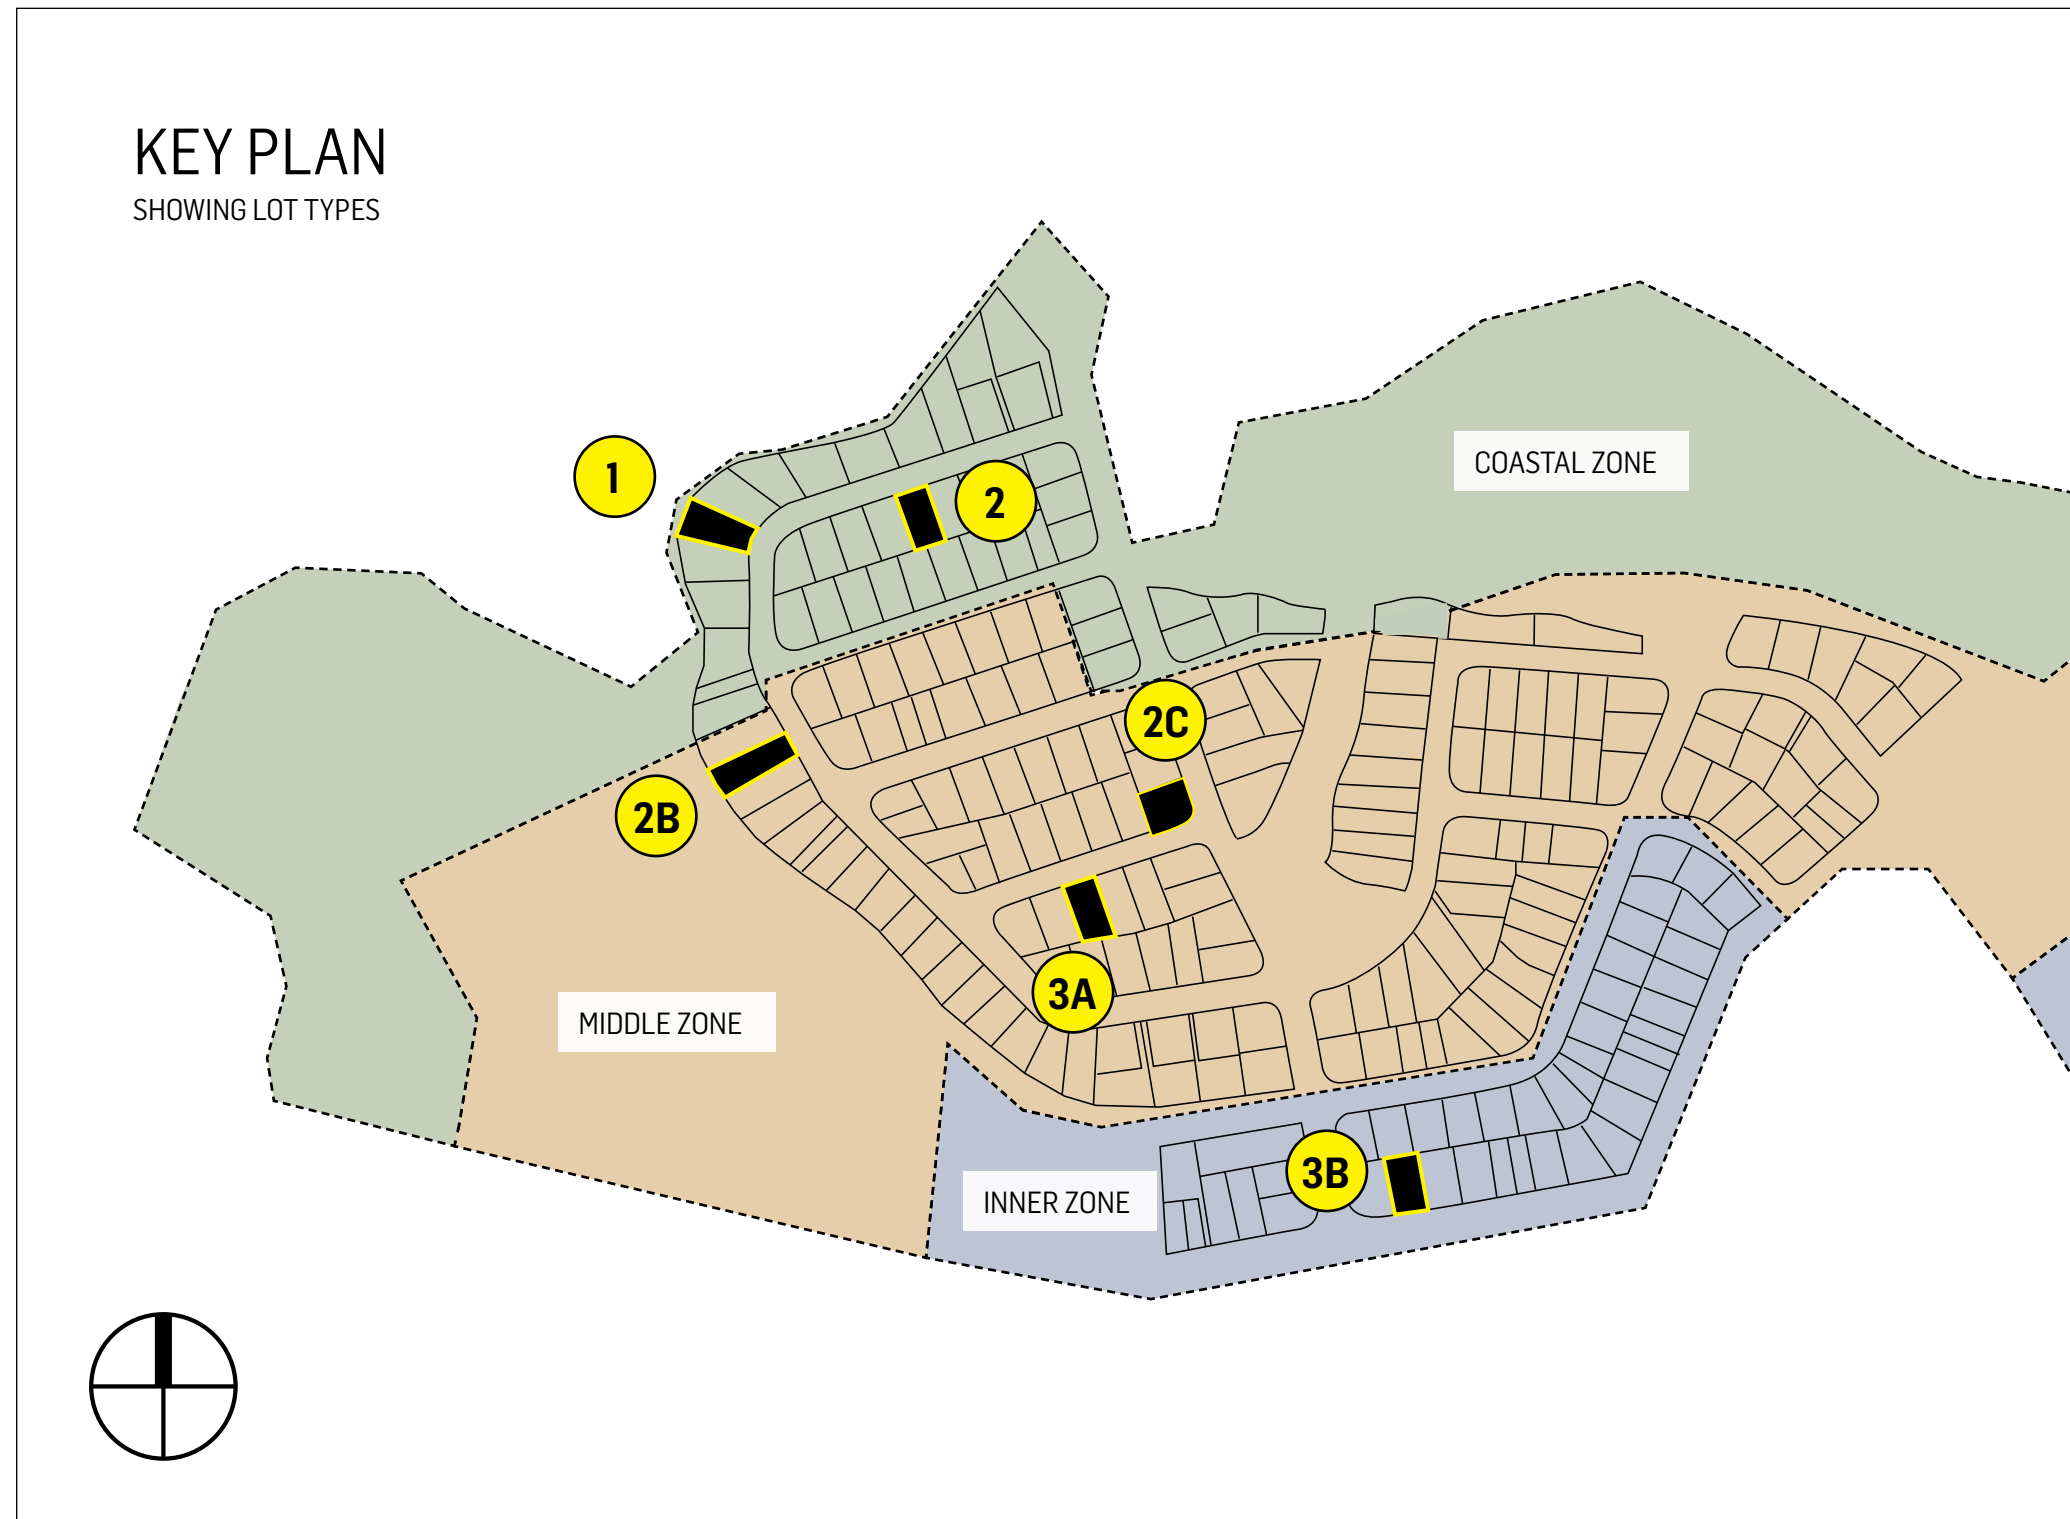 KEY PLAN
SHOWING LOT TYPES
COASTAL ZONE
1
2
2C
2B
3A
MIDDLE ZONE
3B
INNER ZONE